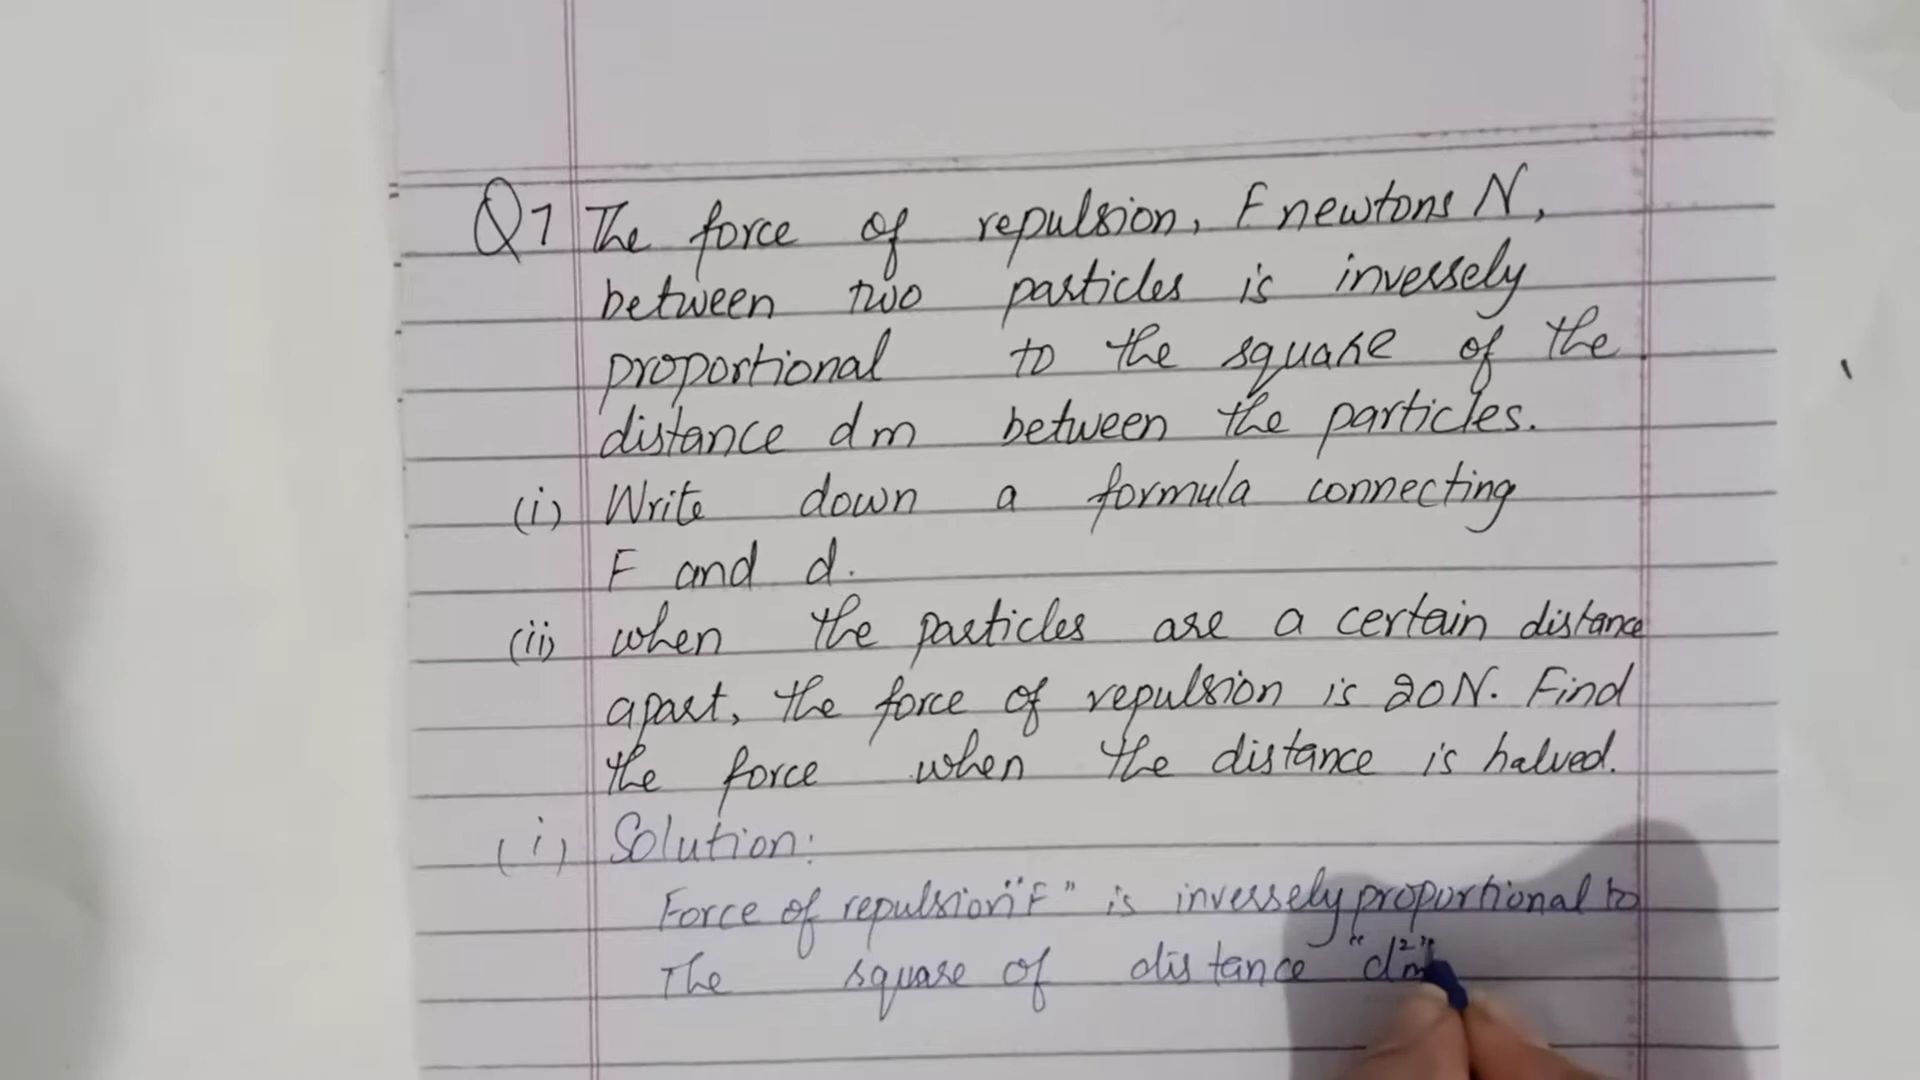 Q1 The force of repulsion, F newtons N,
between two particles is inversely
proportional to the square of the
distance dm between the particles.
(i) Write down a formula connecting
F and d.
(ii) when the particles are a certain distance
apart, the force of repulsion is 20N. Find
the force when the distance is halved.
(i) Solution:
Force of repulsion "F" is inversely proportional to
The square of distance "d²m"